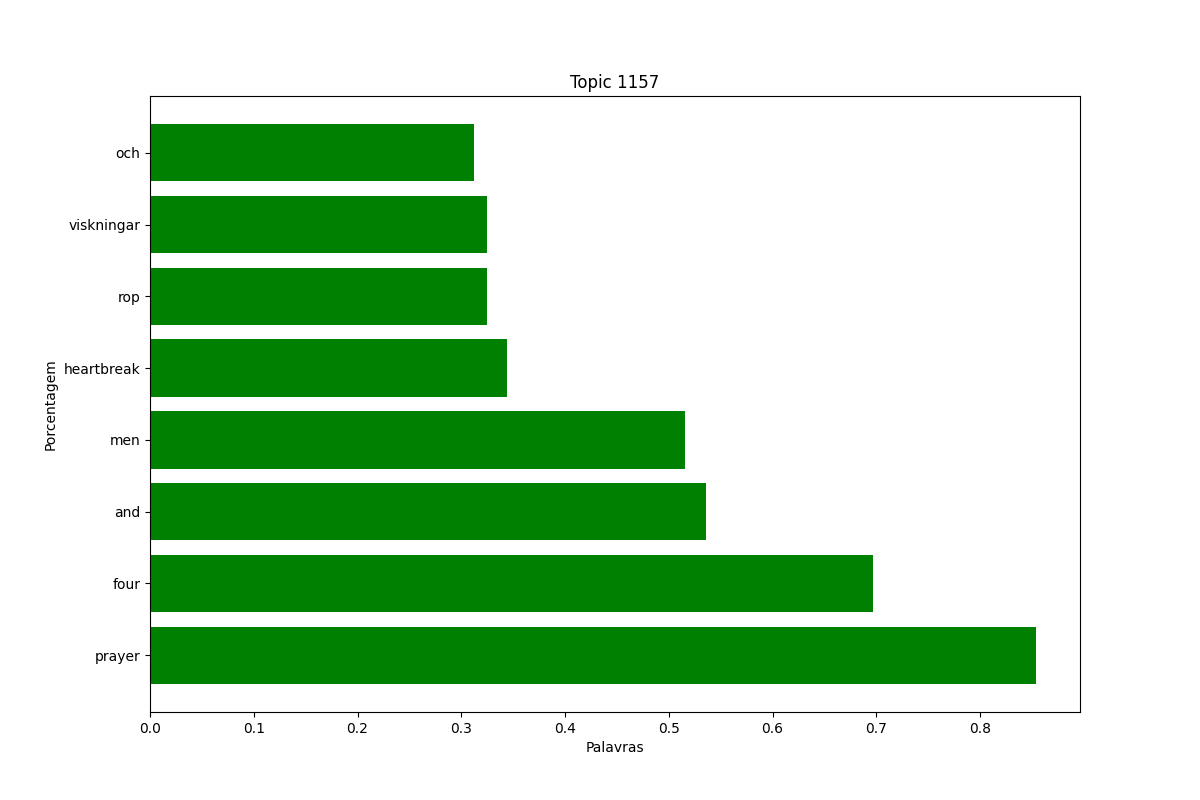 Topic 1157
och
viskningar
rop
heartbreak
men
and
four
prayer
Porcentagem
0.0 0.1 0.2 0.3 0.4 0.5 0.6 0.7 0.8
Palavras